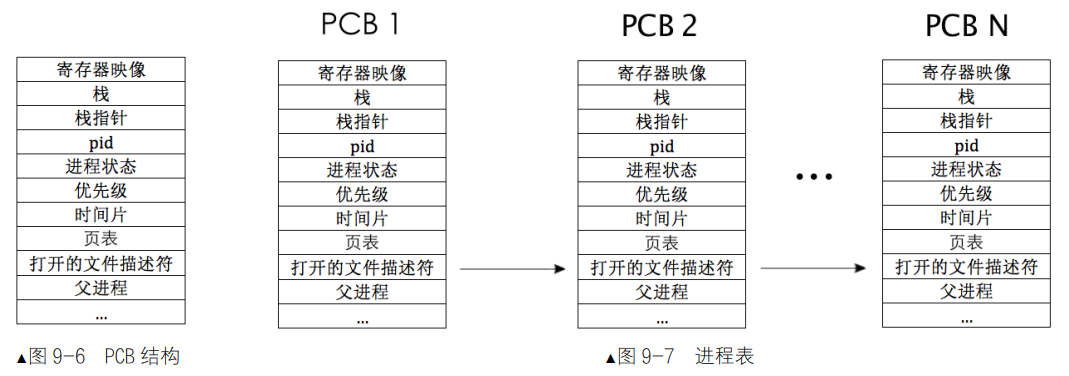 寄存器映像
栈
栈指针
pid
进程状态
优先级
时间片
页表
打开的文件描述符
父进程
...
▲图 9-6 PCB 结构
PCB 1
寄存器映像
栈
栈指针
pid
进程状态
优先级
时间片
页表
打开的文件描述符
父进程
...
PCB 2
寄存器映像
栈
栈指针
pid
进程状态
优先级
时间片
页表
打开的文件描述符
父进程
...
•••
PCB N
寄存器映像
栈
栈指针
pid
进程状态
优先级
时间片
页表
打开的文件描述符
父进程
...
▲图 9-7 进程表